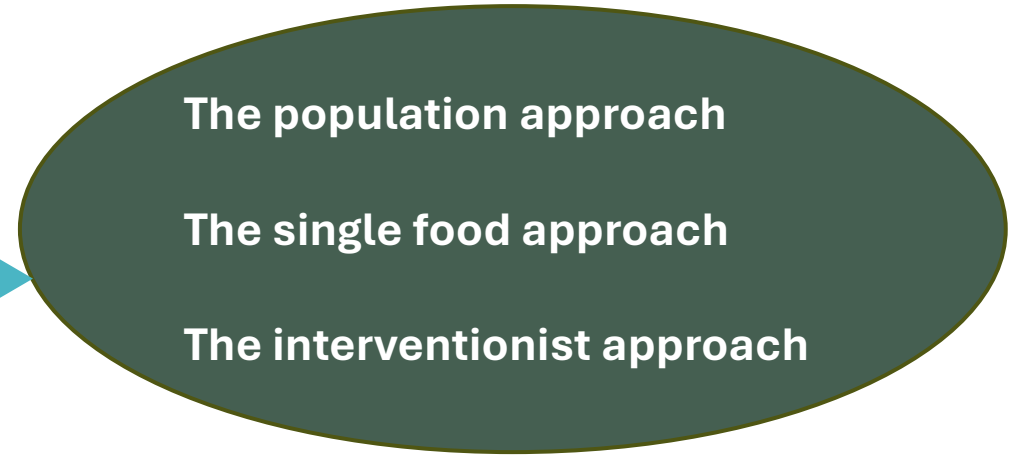 The population approach
The single food approach
The interventionist approach